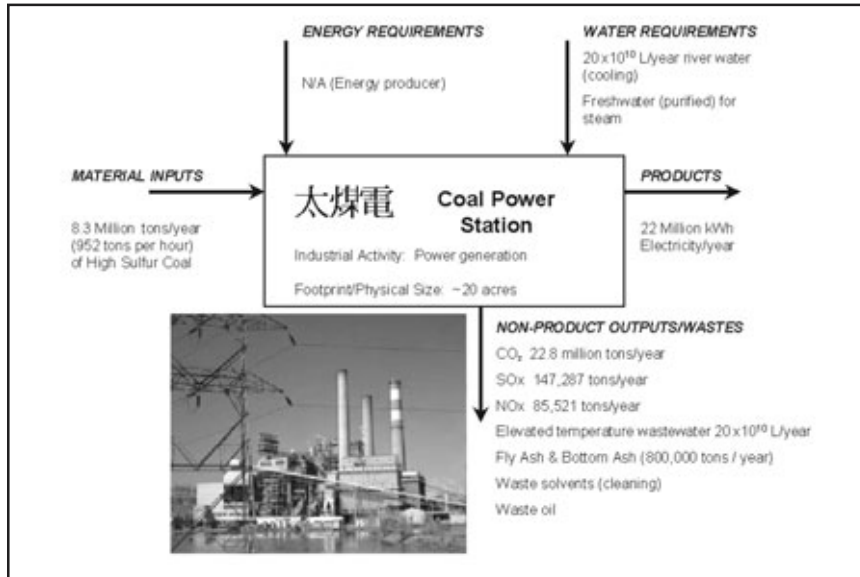 ENERGY REQUIREMENTS
N/A (Energy producer)
WATER REQUIREMENTS
20 x 10¹⁰ L/year river water
(cooling)
Freshwater (purified) for
steam
MATERIAL INPUTS
8.3 Million tons/year
(952 tons per hour)
of High Sulfur Coal
太煤電
Coal Power
Station
Industrial Activity: Power generation
Footprint/Physical Size: ~20 acres
PRODUCTS
22 Million kWh
Electricity/year
NON-PRODUCT OUTPUTS/WASTES
CO₂ 22.8 million tons/year
SOx 147,287 tons/year
NOx 85,521 tons/year
Elevated temperature wastewater 20 x 10¹⁰ L/year
Fly Ash & Bottom Ash (800,000 tons / year)
Waste solvents (cleaning)
Waste oil